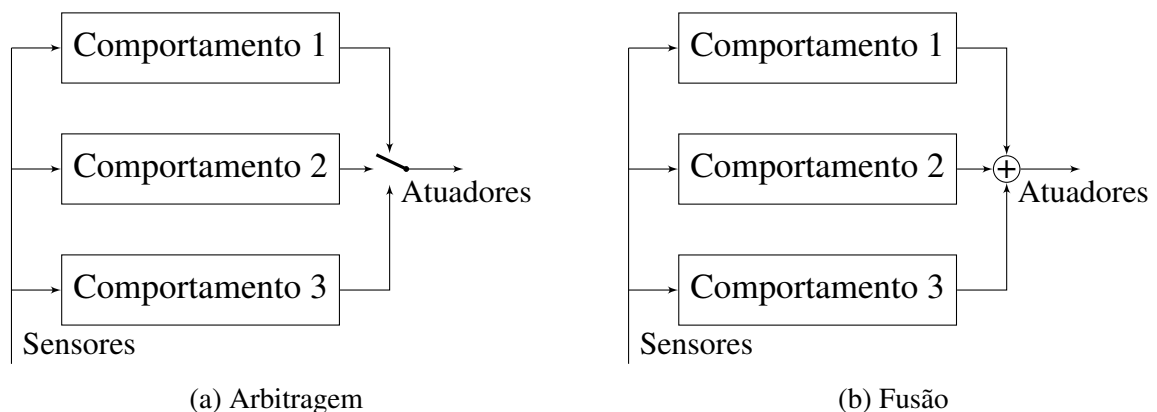 Comportamento 1
Comportamento 2
Atuadores
Comportamento 3
Sensores
(a) Arbitragem
Comportamento 1
Comportamento 2
+
Atuadores
Comportamento 3
Sensores
(b) Fusão